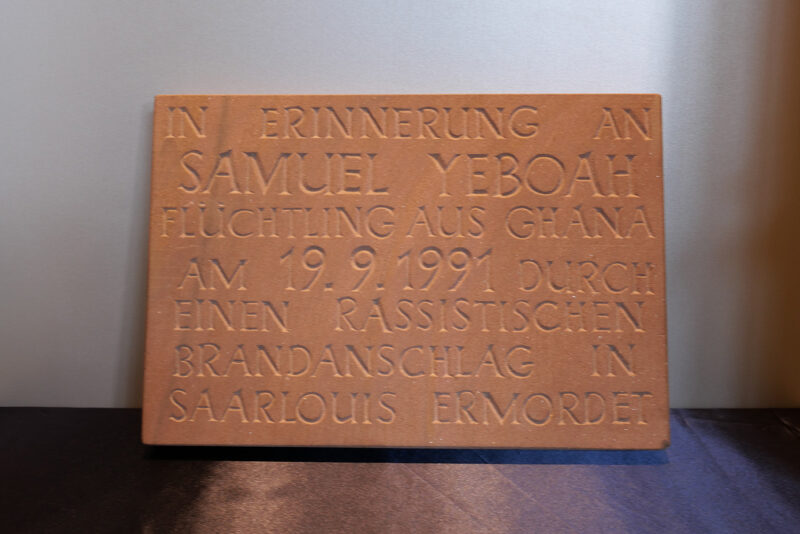 IN ERINNERUNG AN
SAMUEL YEBOAH
FLÜCHTLING AUS GHANA
AM 19.9.1991 DURCH
EINEN RASSISTISCHEN
BRANDANSCHLAG IN
SAARLOUIS ERMORDET